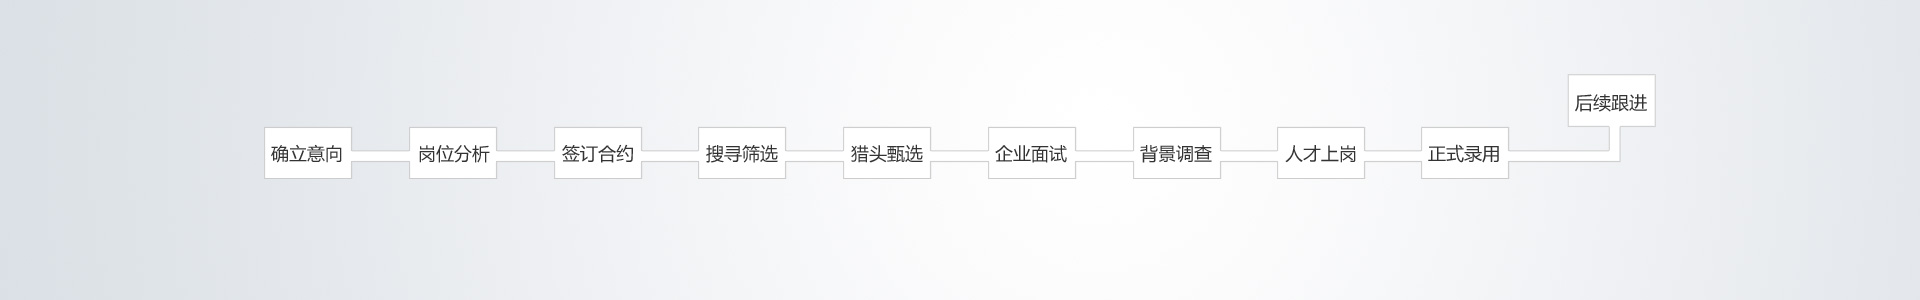 确立意向
岗位分析
签订合约
搜寻筛选
猎头甄选
企业面试
背景调查
人才上岗
正式录用
后续跟进